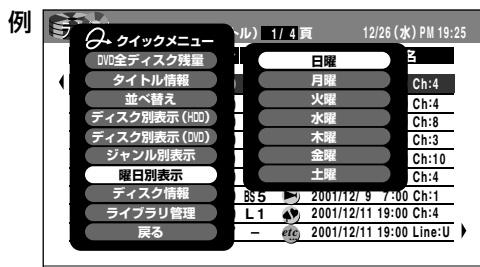 例
クイックメニュー
ル) 1/4頁 12/26(水) PM 19:25
DVD全ディスク残量
タイトル情報
並べ替え
ディスク別表示(HDD)
ディスク別表示(DVD)
ジャンル別表示
曜日別表示
ディスク情報
ライブラリ管理
戻る
日曜
月曜
火曜
水曜
木曜
金曜
土曜
名
Ch:4
Ch:4
Ch:8
Ch:3
Ch:10
Ch:4
BS5 2001/12/ 9 7:00 Ch:1
L1 2001/12/11 19:00 Ch:4
– etc 2001/12/11 19:00 Line:U